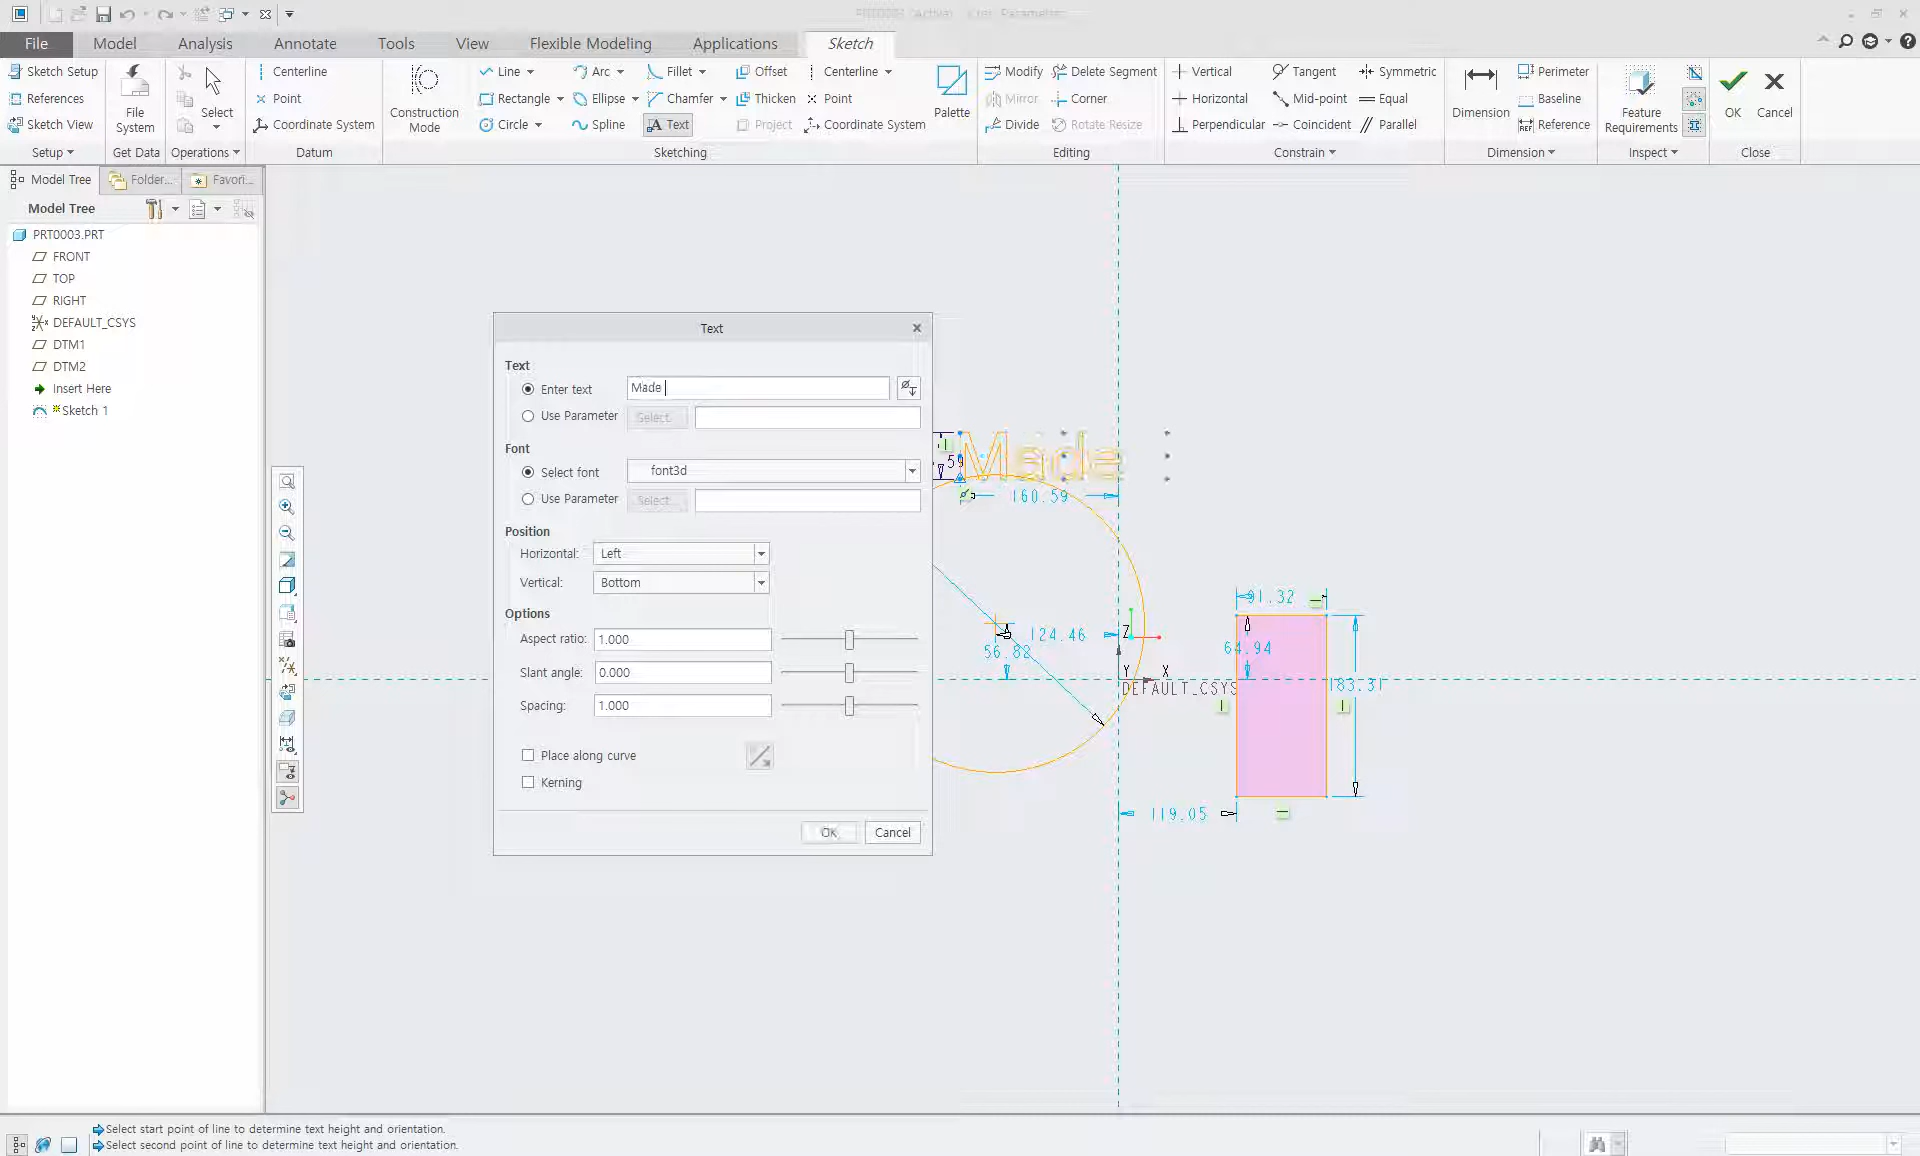 File Model Analysis Annotate Tools View Flexible Modeling Applications Sketch
Sketch Setup
References
Sketch View
Setup
File System
Get Data
Select
Operations
Centerline
Point
Coordinate System
Datum
Construction Mode
Line Arc Fillet Offset Centerline
Rectangle Ellipse Chamfer Thicken Point
Circle Spline Text Project Coordinate System
Palette
Sketching
Modify Delete Segment
Mirror Corner
Divide Rotate Resize
Editing
Vertical Tangent Symmetric
Horizontal Mid-point Equal
Perpendicular Coincident Parallel
Constrain
Dimension
Perimeter
Baseline
Reference
Dimension
Feature Requirements
Inspect
OK Cancel
Close
Model Tree Folder... Favori...
Model Tree
PRT0003.PRT
FRONT
TOP
RIGHT
DEFAULT_CSYS
DTM1
DTM2
Insert Here
Sketch 1
Text
Text
Enter text Made
Use Parameter Select...
Font
Select font font3d
Use Parameter Select...
Position
Horizontal: Left
Vertical: Bottom
Options
Aspect ratio: 1.000
Slant angle: 0.000
Spacing: 1.000
Place along curve
Kerning
OK Cancel
Made
160.59
124.46
56.82
Z
Y X
DEFAULT_CSYS
91.32
64.94
183.31
119.05
Select start point of line to determine text height and orientation.
Select second point of line to determine text height and orientation.